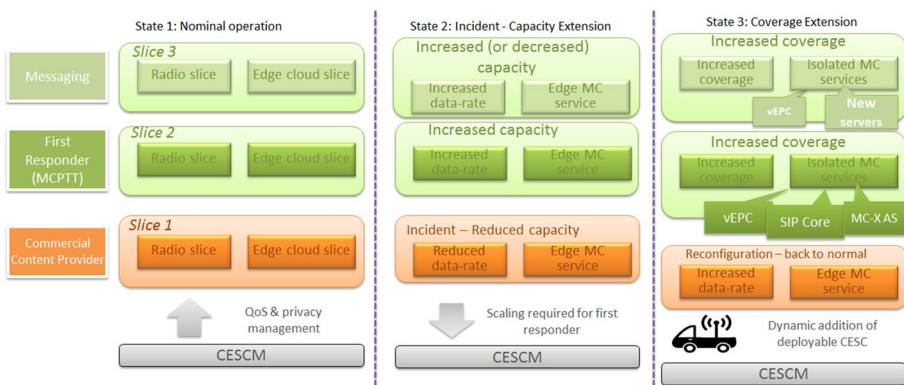 State 1: Nominal operation
State 2: Incident - Capacity Extension
State 3: Coverage Extension
Messaging
Slice 3
Radio slice
Edge cloud slice
Increased (or decreased)
capacity
Increased
data-rate
Edge MC
service
Increased coverage
Increased
coverage
Isolated MC
services
vEPC
New
servers
First
Responder
(MCPTT)
Slice 2
Radio slice
Edge cloud slice
Increased capacity
Increased
data-rate
Edge MC
service
Increased coverage
Increased
coverage
Isolated MC
services
vEPC
SIP Core
MC-X AS
Commercial
Content Provider
Slice 1
Radio slice
Edge cloud slice
Incident – Reduced capacity
Reduced
data-rate
Edge MC
service
Reconfiguration – back to normal
Increased
data-rate
Edge MC
service
QoS & privacy
management
Scaling required for first
responder
Dynamic addition of
deployable CESC
CESCM
CESCM
CESCM